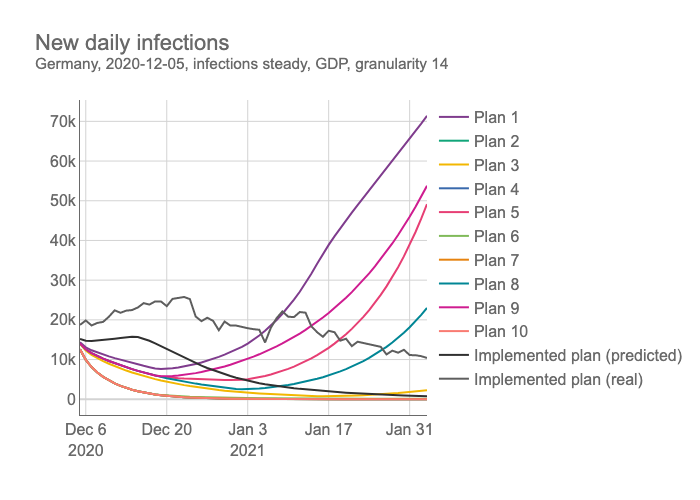 New daily infections
Germany, 2020-12-05, infections steady, GDP, granularity 14
70k
60k
50k
40k
30k
20k
10k
0
Dec 6
2020
Dec 20
Jan 3
2021
Jan 17
Jan 31
Plan 1
Plan 2
Plan 3
Plan 4
Plan 5
Plan 6
Plan 7
Plan 8
Plan 9
Plan 10
Implemented plan (predicted)
Implemented plan (real)